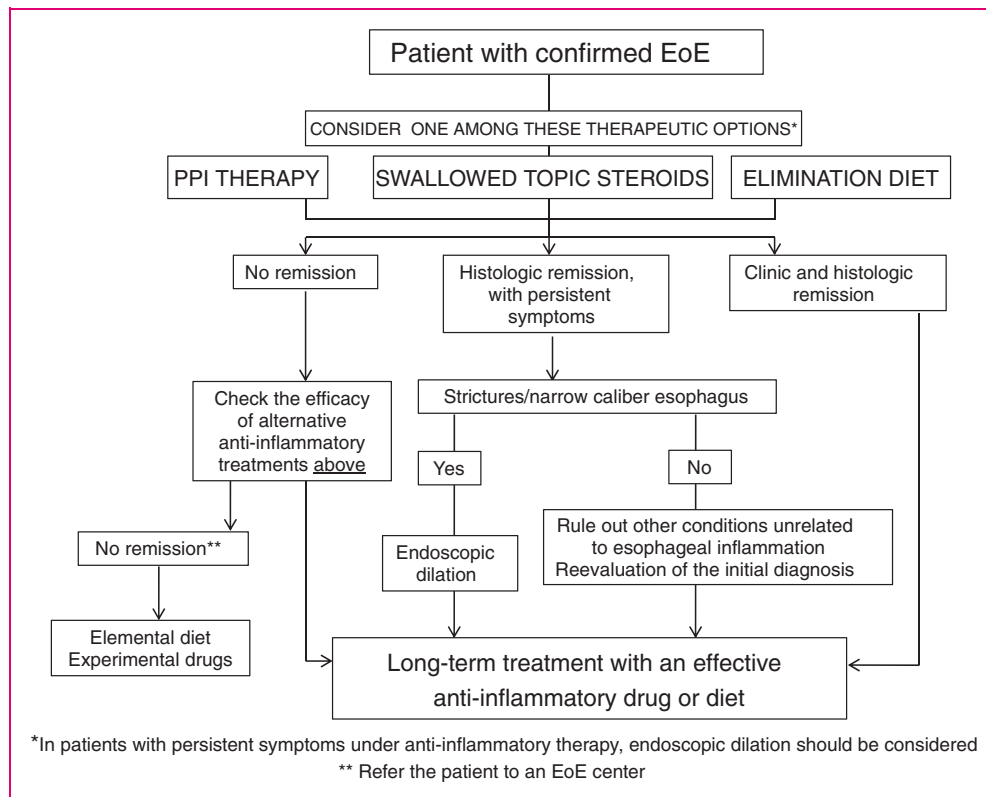 Patient with confirmed EoE
CONSIDER ONE AMONG THESE THERAPEUTIC OPTIONS*
PPI THERAPY
SWALLOWED TOPIC STEROIDS
ELIMINATION DIET
No remission
Histologic remission,
with persistent
symptoms
Clinic and histologic
remission
Check the efficacy
of alternative
anti-inflammatory
treatments above
Strictures/narrow caliber esophagus
Yes
No
No remission**
Endoscopic
dilation
Rule out other conditions unrelated
to esophageal inflammation
Reevaluation of the initial diagnosis
Elemental diet
Experimental drugs
Long-term treatment with an effective
anti-inflammatory drug or diet
*In patients with persistent symptoms under anti-inflammatory therapy, endoscopic dilation should be considered
** Refer the patient to an EoE center